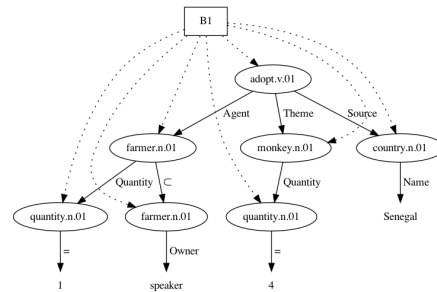 B1
adopt.v.01
Agent Theme Source
farmer.n.01 monkey.n.01 country.n.01
Quantity ⊂ Quantity Name
quantity.n.01 farmer.n.01 quantity.n.01 Senegal
= Owner =
1 speaker 4